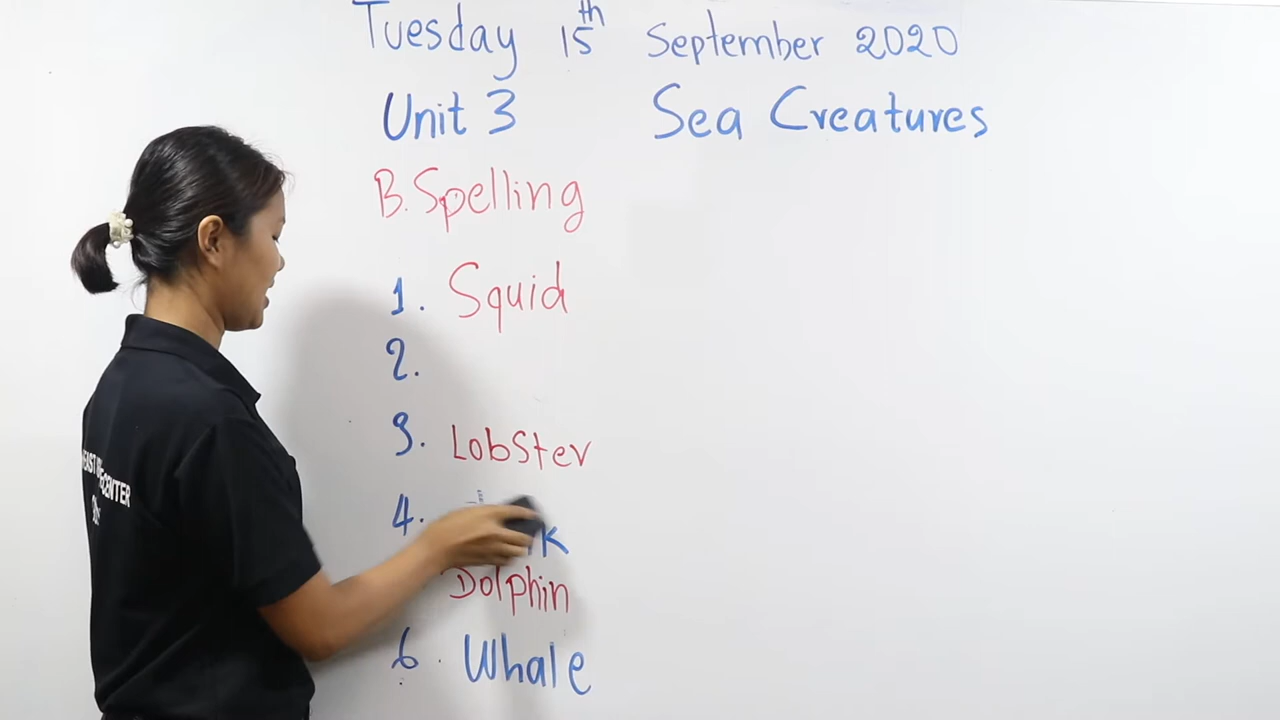 Tuesday 15th September 2020
Unit 3 Sea Creatures
B. Spelling
1. Squid
2.
3. Lobster
4.
Dolphin
6. Whale